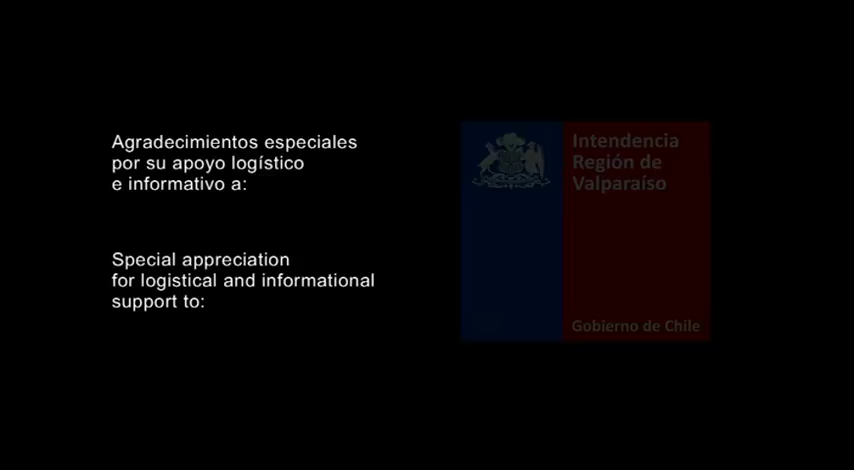 Agradecimientos especiales
por su apoyo logístico
e informativo a:
Special appreciation
for logistical and informational
support to:
Intendencia
Región de
Valparaíso
Gobierno de Chile